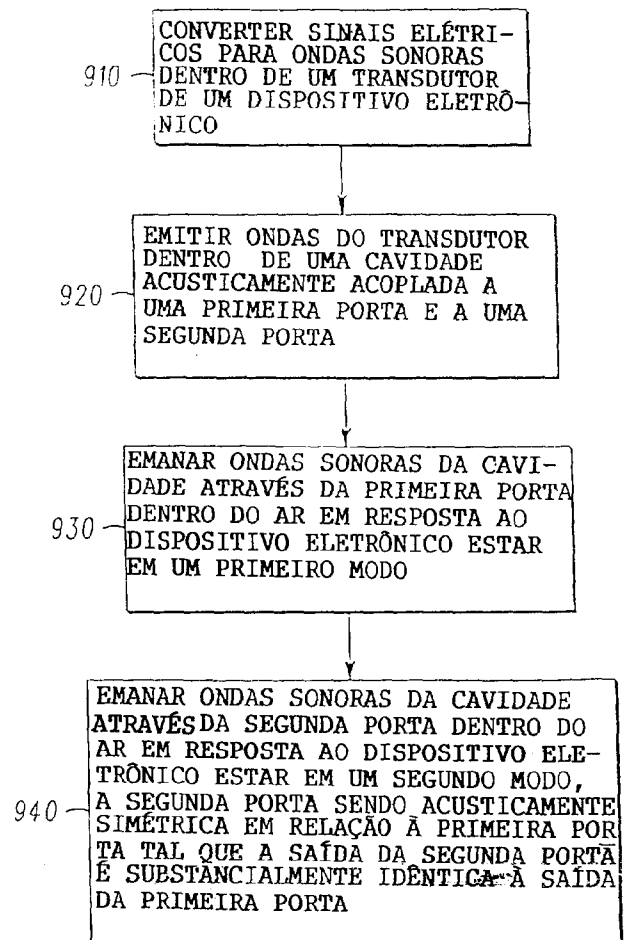 CONVERTER SINAIS ELÉTRI-
COS PARA ONDAS SONORAS
910
DENTRO DE UM TRANSDUTOR
DE UM DISPOSITIVO ELETRÔ-
NICO
EMITIR ONDAS DO TRANSDUTOR
DENTRO DE UMA CAVIDADE
ACUSTICAMENTE ACOPLADA A
920
UMA PRIMEIRA PORTA E A UMA
SEGUNDA PORTA
EMANAR ONDAS SONORAS DA CAVI-
DADE ATRAVÉS DA PRIMEIRA PORTA
DENTRO DO AR EM RESPOSTA AO
930
DISPOSITIVO ELETRÔNICO ESTAR
EM UM PRIMEIRO MODO
EMANAR ONDAS SONORAS DA CAVIDADE
ATRAVÉS DA SEGUNDA PORTA DENTRO DO
AR EM RESPOSTA AO DISPOSITIVO ELE-
TRÔNICO ESTAR EM UM SEGUNDO MODO,
A SEGUNDA PORTA SENDO ACUSTICAMENTE
940
SIMÉTRICA EM RELAÇÃO À PRIMEIRA POR
TA TAL QUE A SAÍDA DA SEGUNDA PORTA
É SUBSTANCIALMENTE IDÊNTICA À SAÍDA
DA PRIMEIRA PORTA